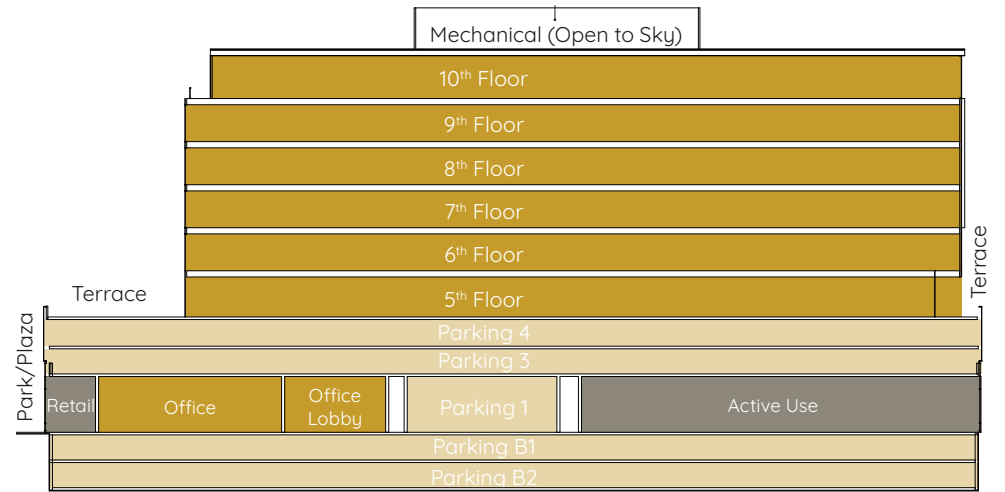 Mechanical (Open to Sky)
10th Floor
9th Floor
8th Floor
7th Floor
6th Floor
5th Floor
Terrace
Terrace
Parking 4
Parking 3
Park/Plaza
Retail
Office
Office
Lobby
Parking 1
Active Use
Parking B1
Parking B2